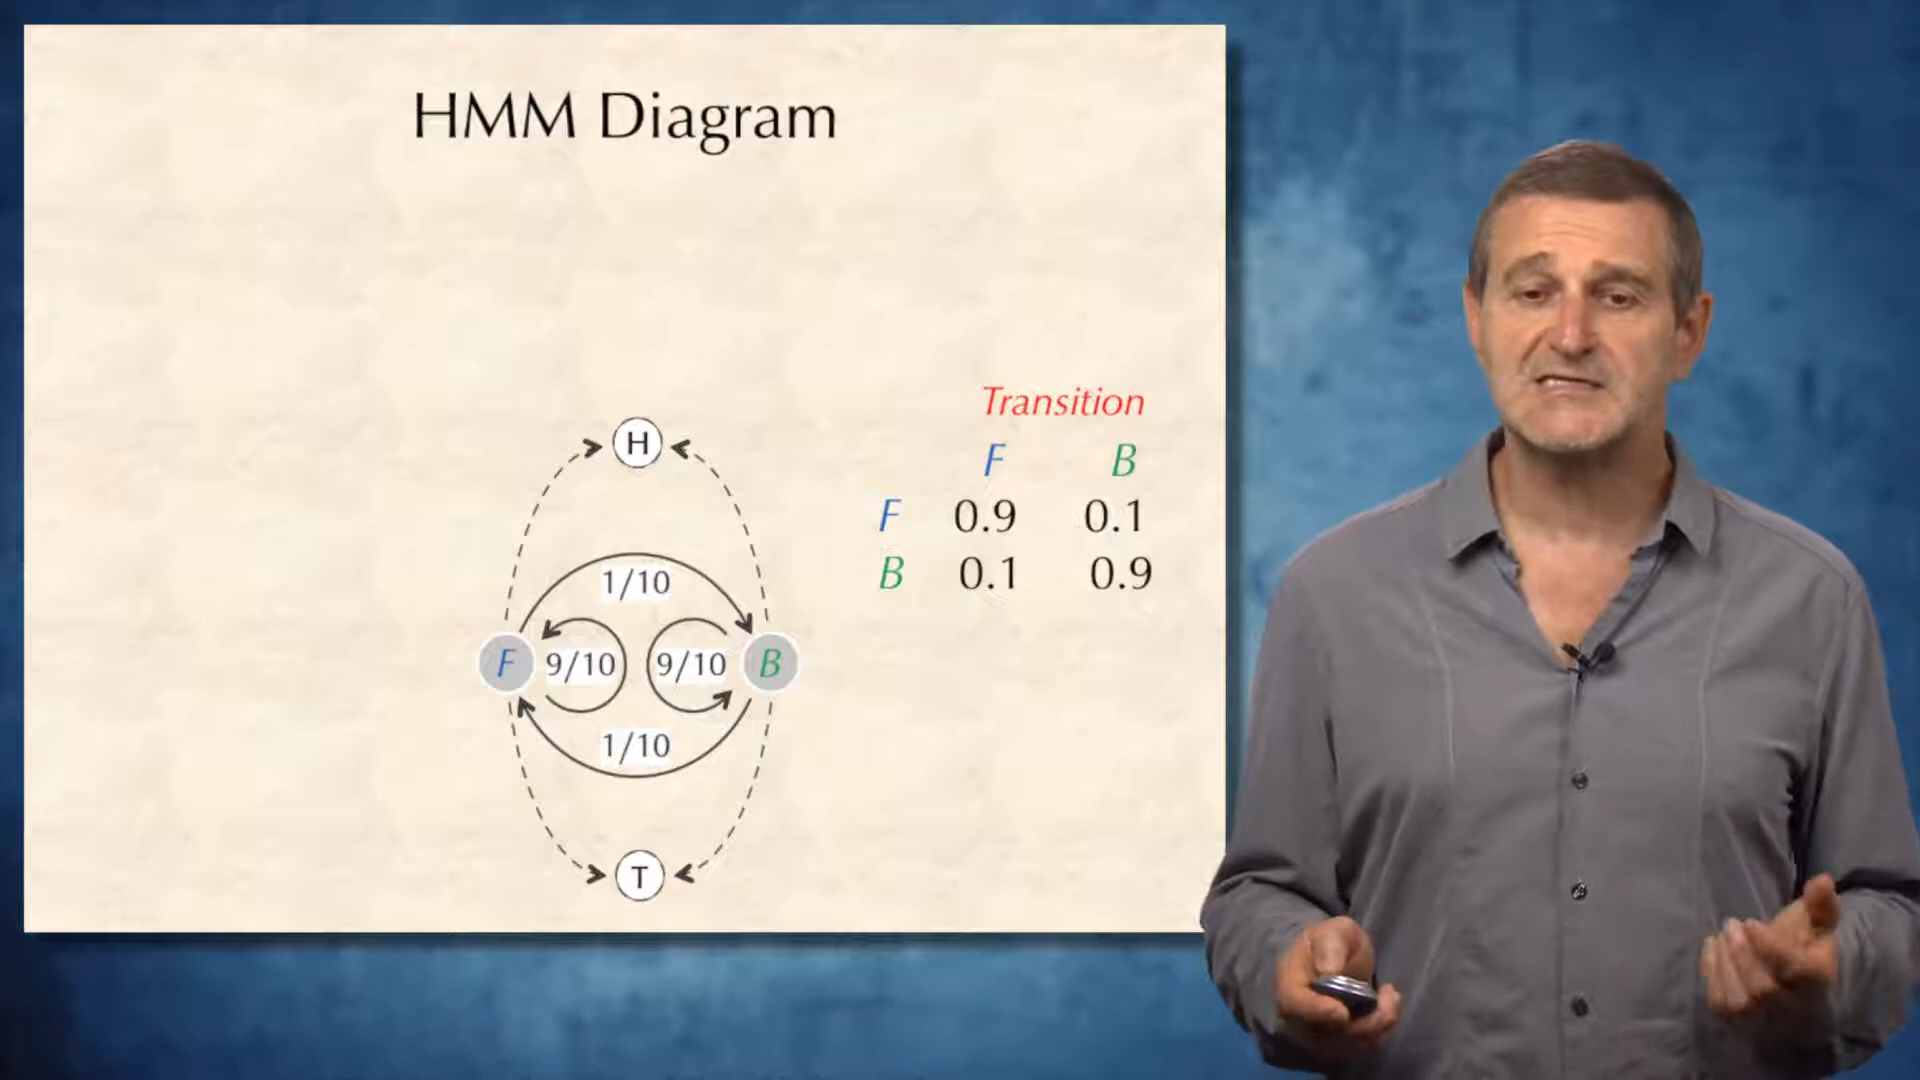 HMM Diagram
H
1/10
F 9/10 9/10 B
1/10
T
Transition
F B
F 0.9 0.1
B 0.1 0.9